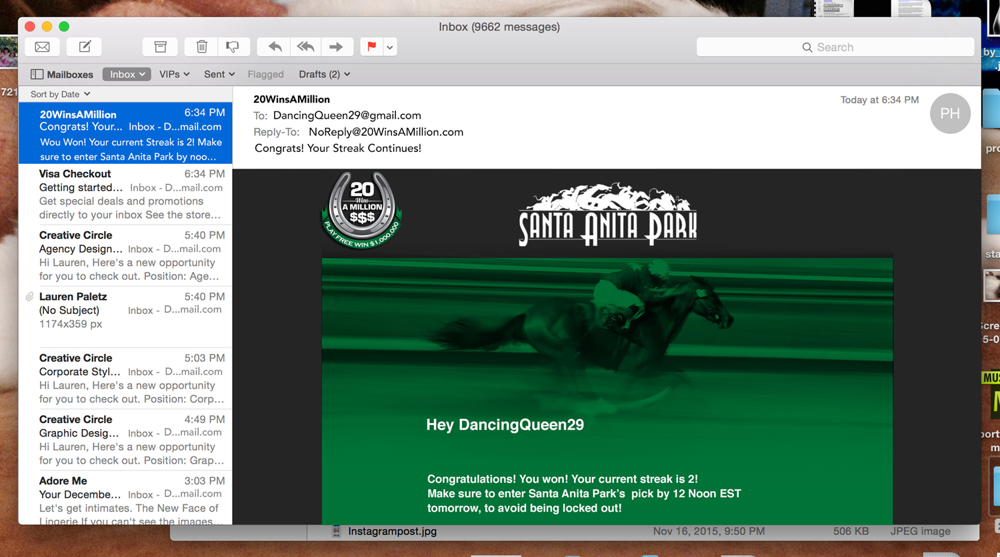 Inbox (9662 messages)
Search
Mailboxes
Inbox
VIPs
Sent
Flagged
Drafts (2)
Sort by Date
20WinsAMillion 6:34 PM
Congrats! Your... Inbox - D...mail.com
Wou Won! Your current Streak is 2! Make
sure to enter Santa Anita Park by noo...
Visa Checkout 6:34 PM
Getting started... Inbox - D...mail.com
Get special deals and promotions
directly to your inbox See the store...
Creative Circle 5:40 PM
Agency Design... Inbox - D...mail.com
Hi Lauren, Here's a new opportunity
for you to check out. Position: Age...
Lauren Paletz 5:40 PM
(No Subject) Inbox - D...mail.com
1174x359 px
Creative Circle 5:03 PM
Corporate Styl... Inbox - D...mail.com
Hi Lauren, Here's a new opportunity
for you to check out. Position: Corp...
Creative Circle 4:49 PM
Graphic Desig... Inbox - D...mail.com
Hi Lauren, Here's a new opportunity
for you to check out. Position: Grap...
Adore Me 3:03 PM
Your Decembe... Inbox - D...mail.com
Let's get intimates. The New Face of
Lingerie If you can't see the images...
20WinsAMillion
Today at 6:34 PM
PH
To: DancingQueen29@gmail.com
Reply-To: NoReply@20WinsAMillion.com
Congrats! Your Streak Continues!
20
Wins
A MILLION
$$$
PLAY FREE WIN $1,000,000
SANTA ANITA PARK
Hey DancingQueen29
Congratulations! You won! Your current streak is 2!
Make sure to enter Santa Anita Park's pick by 12 Noon EST
tomorrow, to avoid being locked out!
Instagrampost.jpg Nov 16, 2015, 9:50 PM 506 KB JPEG image
721
by_
pro
sta
Scre
5-0
MUS
M
port
m